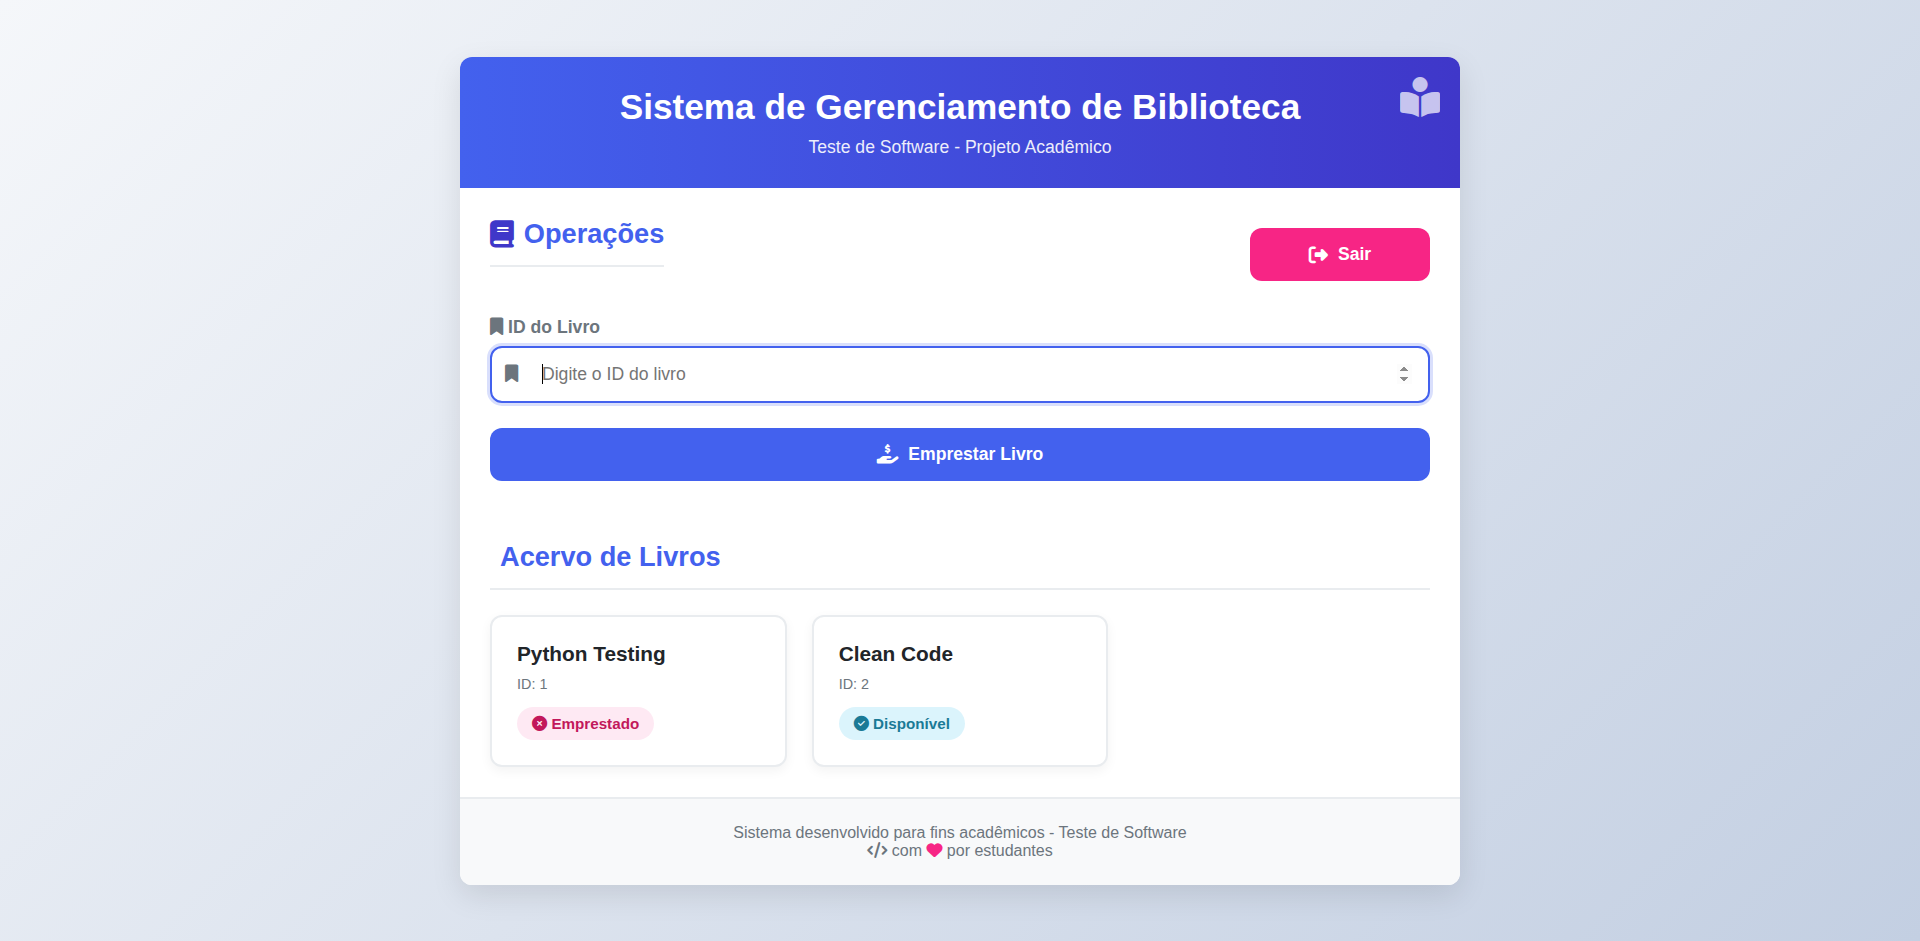 Sistema de Gerenciamento de Biblioteca
Teste de Software - Projeto Acadêmico
Operações
Sair
ID do Livro
Digite o ID do livro
Emprestar Livro
Acervo de Livros
Python Testing
ID: 1
Emprestado
Clean Code
ID: 2
Disponível
Sistema desenvolvido para fins acadêmicos - Teste de Software
com por estudantes